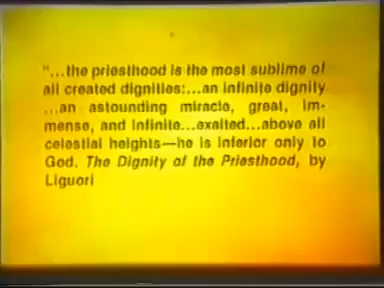 "...the priesthood is the most sublime of
all created dignities:...an infinite dignity
...an astounding miracle, great, im-
mense, and infinite...exalted...above all
celestial heights—he is inferior only to
God. The Dignity of the Priesthood, by
Liguori